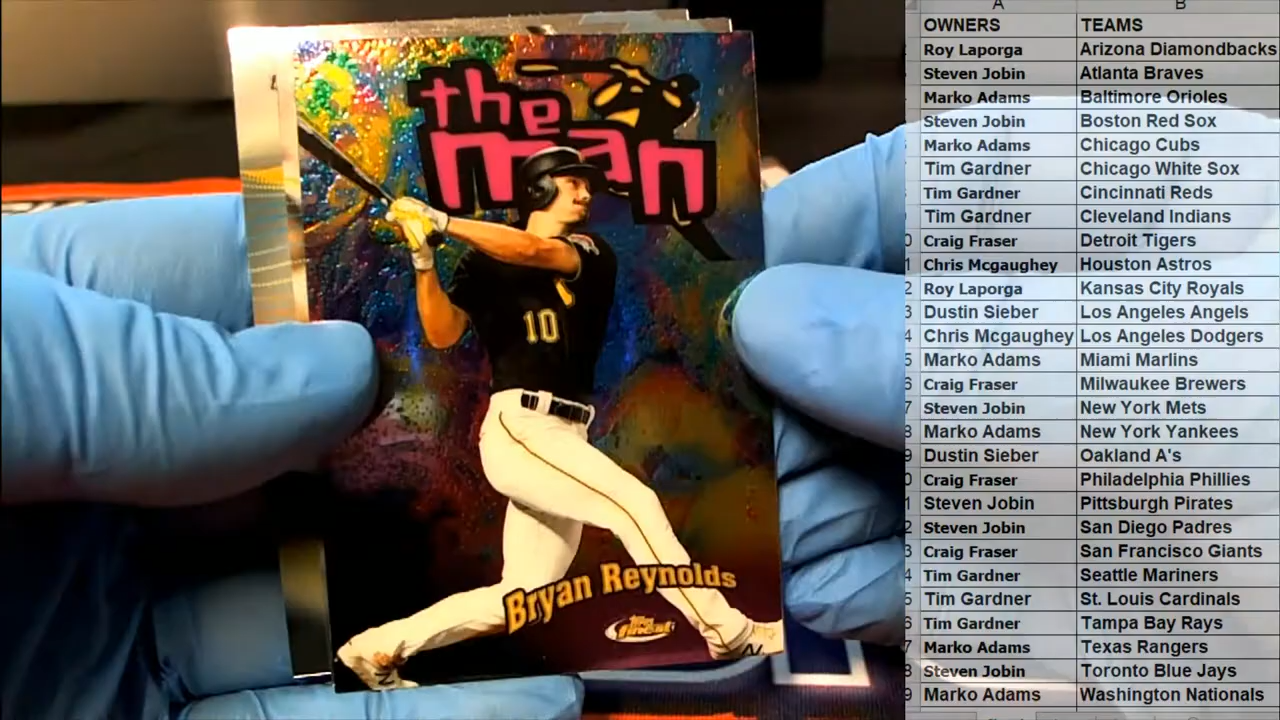 the
man
10
Bryan Reynolds
Topps
finest
A B
OWNERS TEAMS
Roy Laporga Arizona Diamondbacks
Steven Jobin Atlanta Braves
Marko Adams Baltimore Orioles
Steven Jobin Boston Red Sox
Marko Adams Chicago Cubs
Tim Gardner Chicago White Sox
Tim Gardner Cincinnati Reds
Tim Gardner Cleveland Indians
Craig Fraser Detroit Tigers
Chris Mcgaughey Houston Astros
Roy Laporga Kansas City Royals
Dustin Sieber Los Angeles Angels
Chris Mcgaughey Los Angeles Dodgers
Marko Adams Miami Marlins
Craig Fraser Milwaukee Brewers
Steven Jobin New York Mets
Marko Adams New York Yankees
Dustin Sieber Oakland A's
Craig Fraser Philadelphia Phillies
Steven Jobin Pittsburgh Pirates
Steven Jobin San Diego Padres
Craig Fraser San Francisco Giants
Tim Gardner Seattle Mariners
Tim Gardner St. Louis Cardinals
Tim Gardner Tampa Bay Rays
Marko Adams Texas Rangers
Steven Jobin Toronto Blue Jays
Marko Adams Washington Nationals